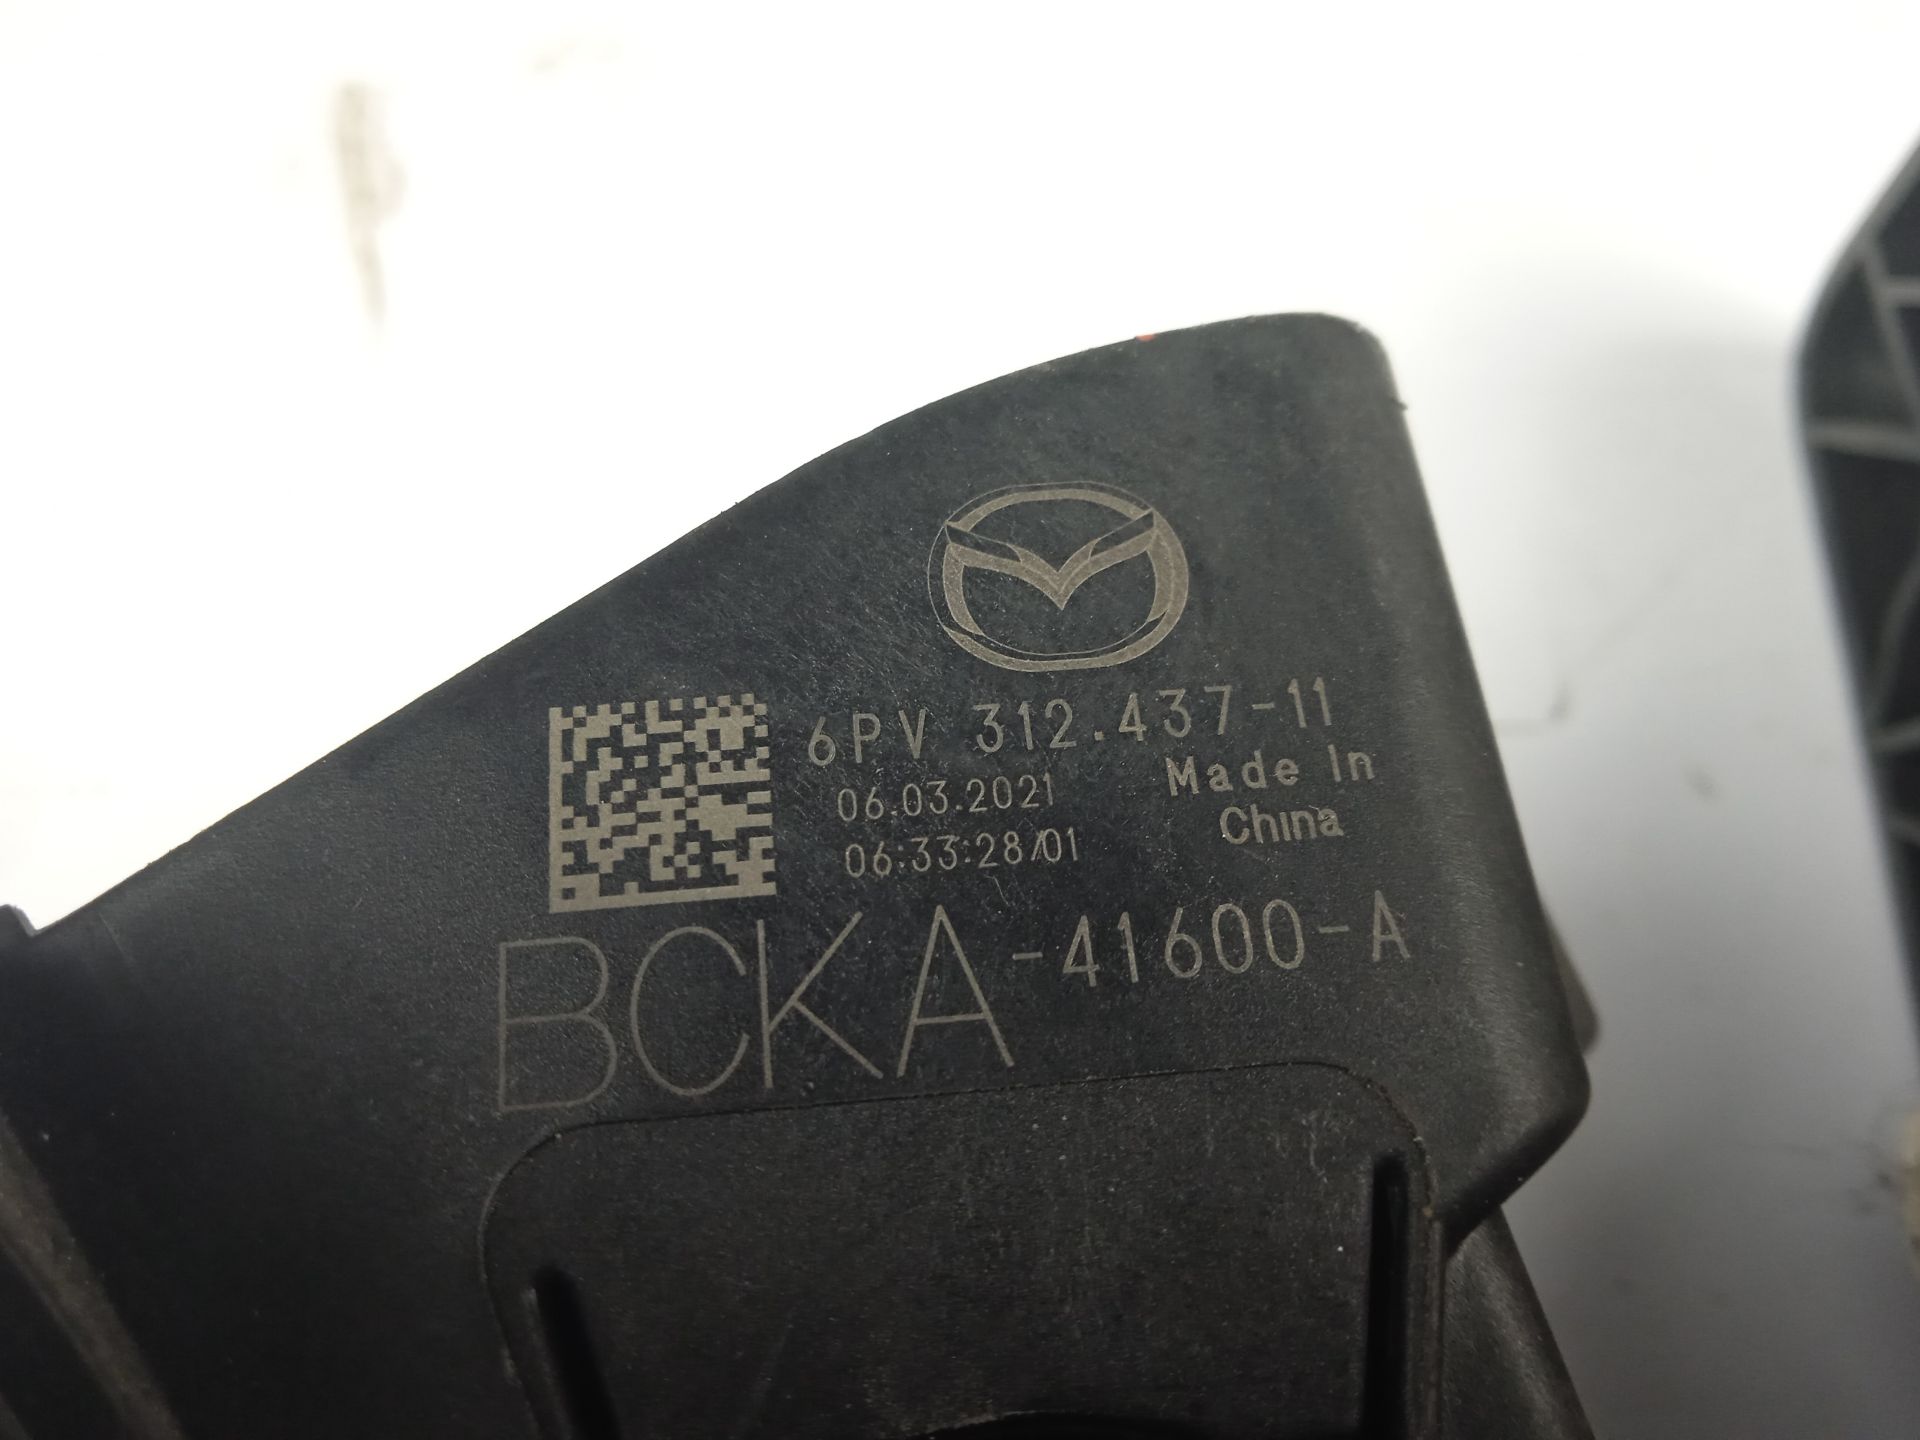 6PV 312.437-11
06.03.2021
06:33:28/01
Made In
China
BCKA-41600-A